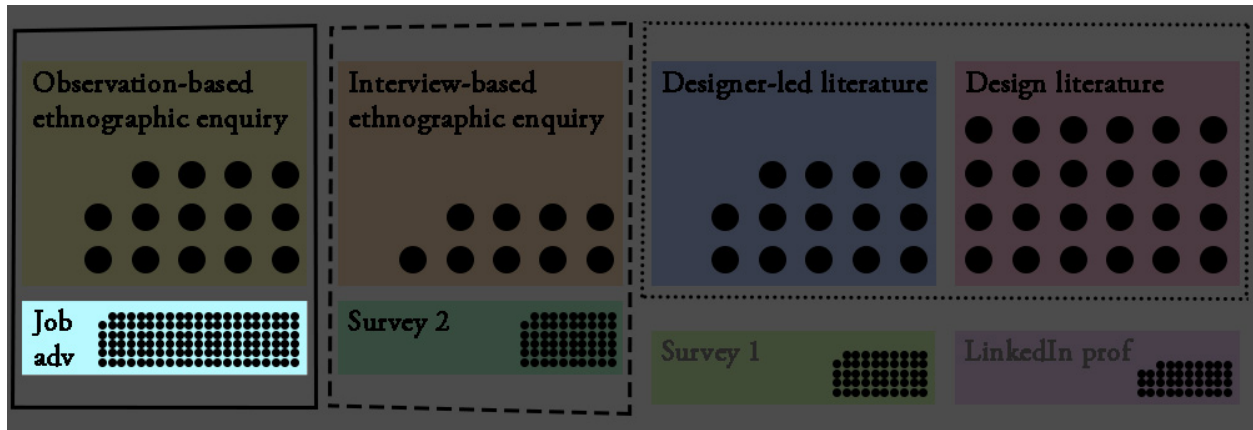 Observation-based
ethnographic enquiry
Interview-based
ethnographic enquiry
Designer-led literature
Design literature
Job
adv
Survey 2
Survey 1
LinkedIn prof